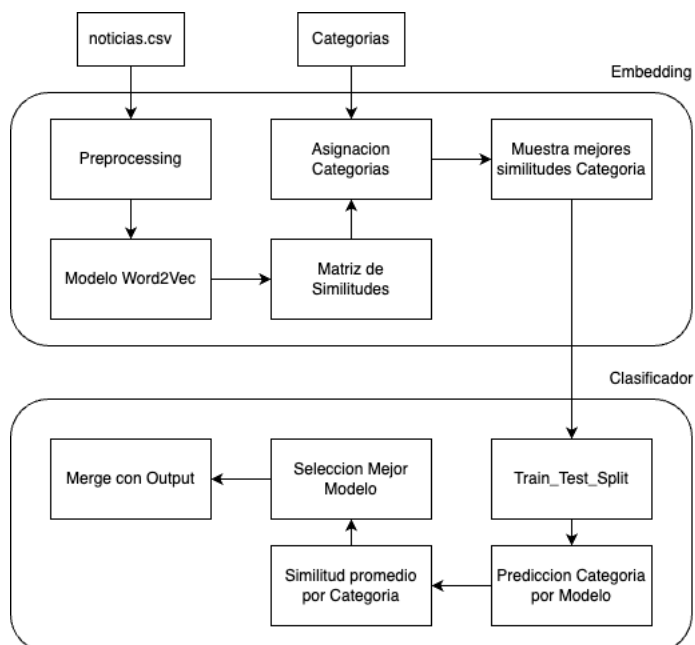 noticias.csv
Categorias
Embedding
Preprocessing
Asignacion
Categorias
Muestra mejores
similitudes Categoria
Modelo Word2Vec
Matriz de
Similitudes
Clasificador
Merge con Output
Seleccion Mejor
Modelo
Train_Test_Split
Similitud promedio
por Categoria
Prediccion Categoria
por Modelo